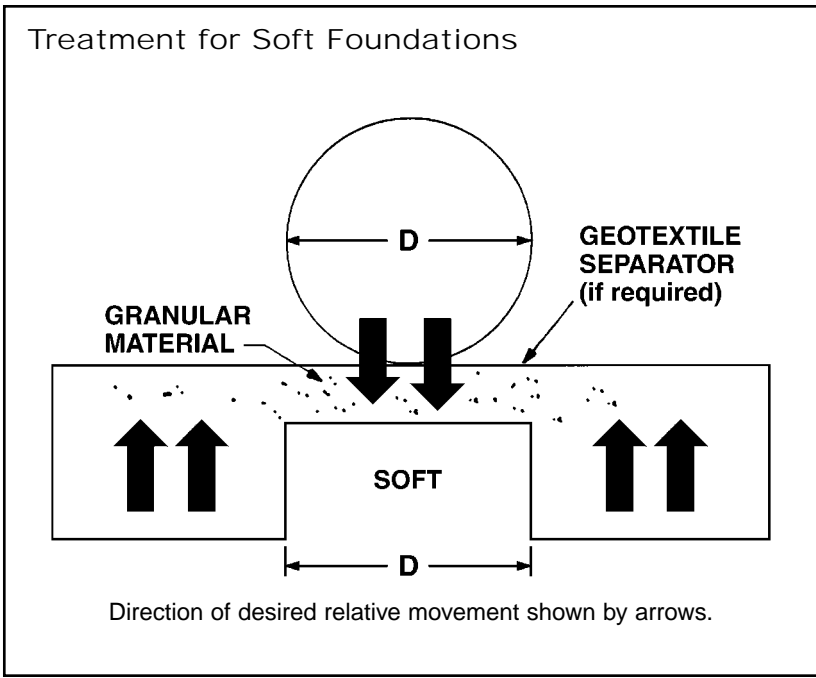 Treatment for Soft Foundations
D
GEOTEXTILE
SEPARATOR
(if required)
GRANULAR
MATERIAL
SOFT
D
Direction of desired relative movement shown by arrows.